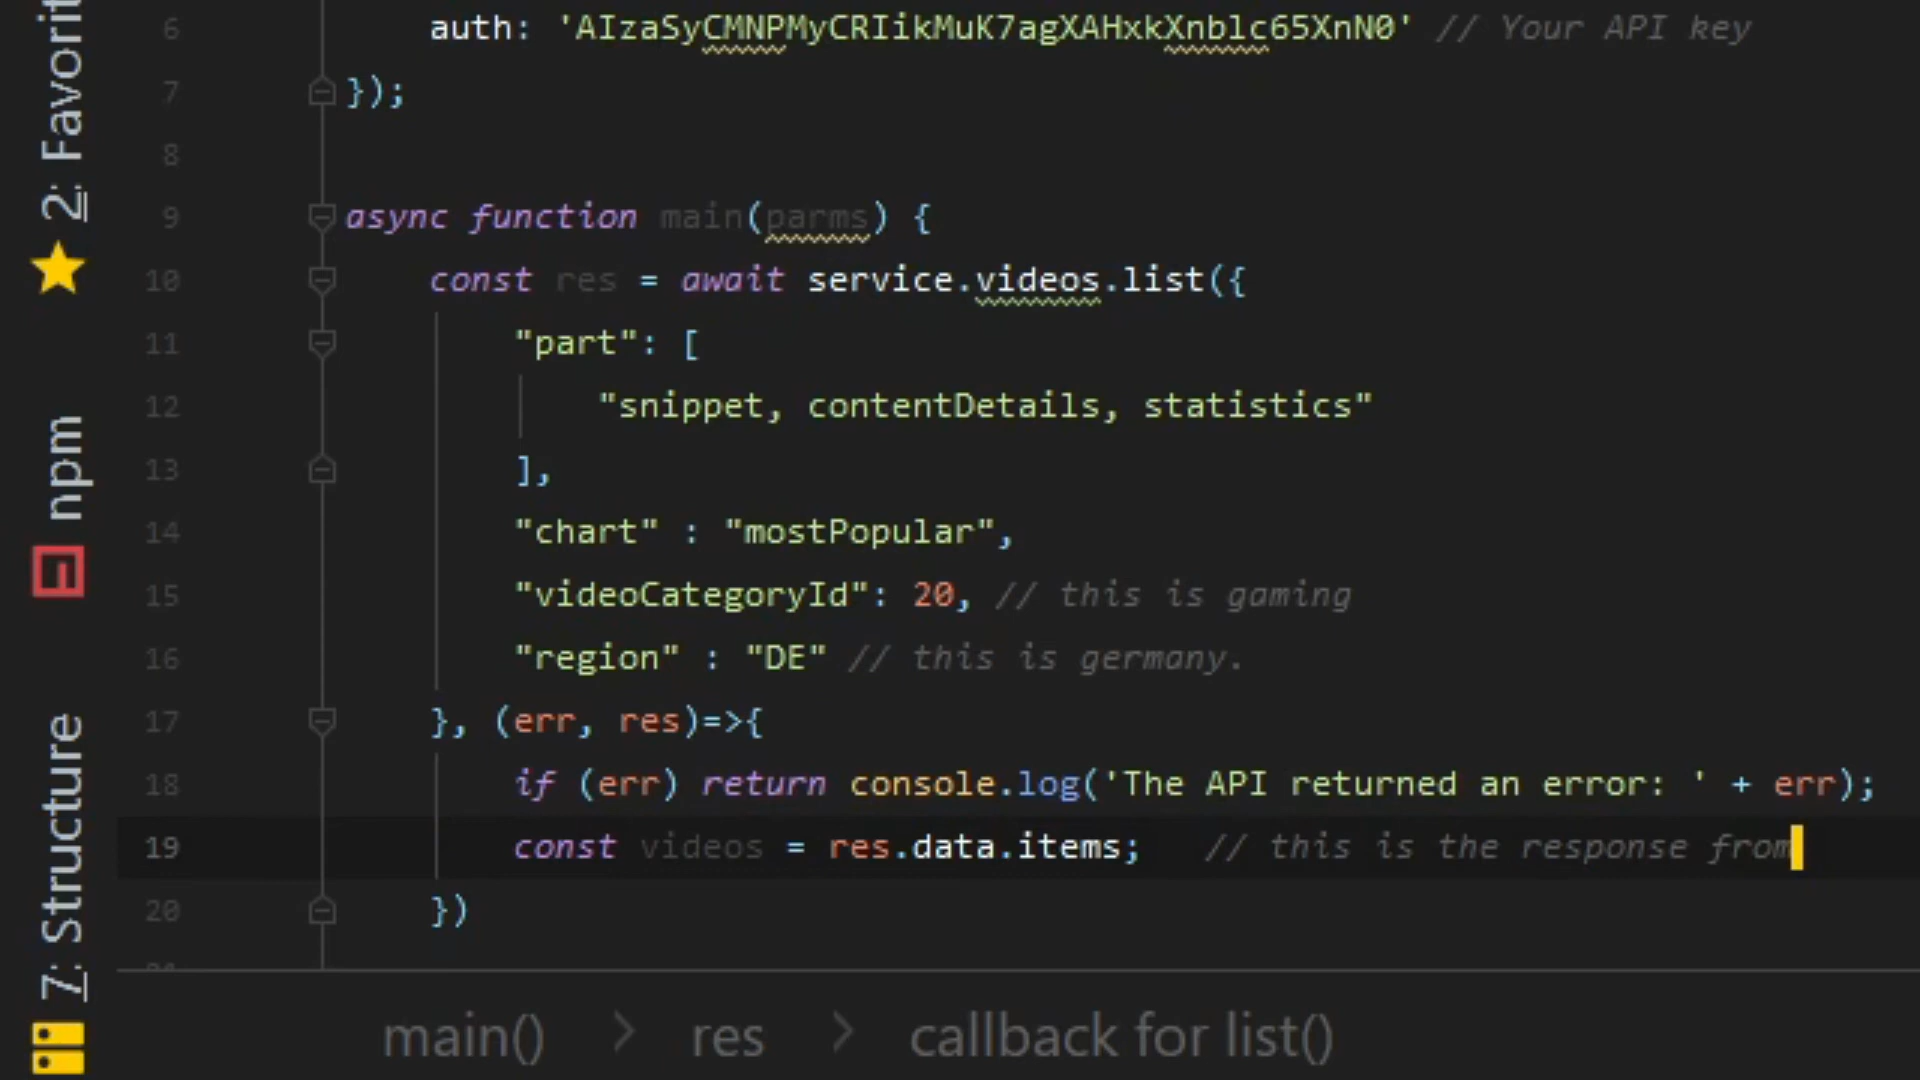 6 auth: 'AIzaSyCMNPMyCRIikMuK7agXAHxkXnblc65XnN0' // Your API key
7 });
8
9 async function main(parms) {
10 const res = await service.videos.list({
11 "part": [
12 "snippet, contentDetails, statistics"
13 ],
14 "chart" : "mostPopular",
15 "videoCategoryId": 20, // this is gaming
16 "region" : "DE" // this is germany.
17 }, (err, res)=>{
18 if (err) return console.log('The API returned an error: ' + err);
19 const videos = res.data.items; // this is the response from
20 })
main() > res > callback for list()
2: Favorit
npm
7: Structure